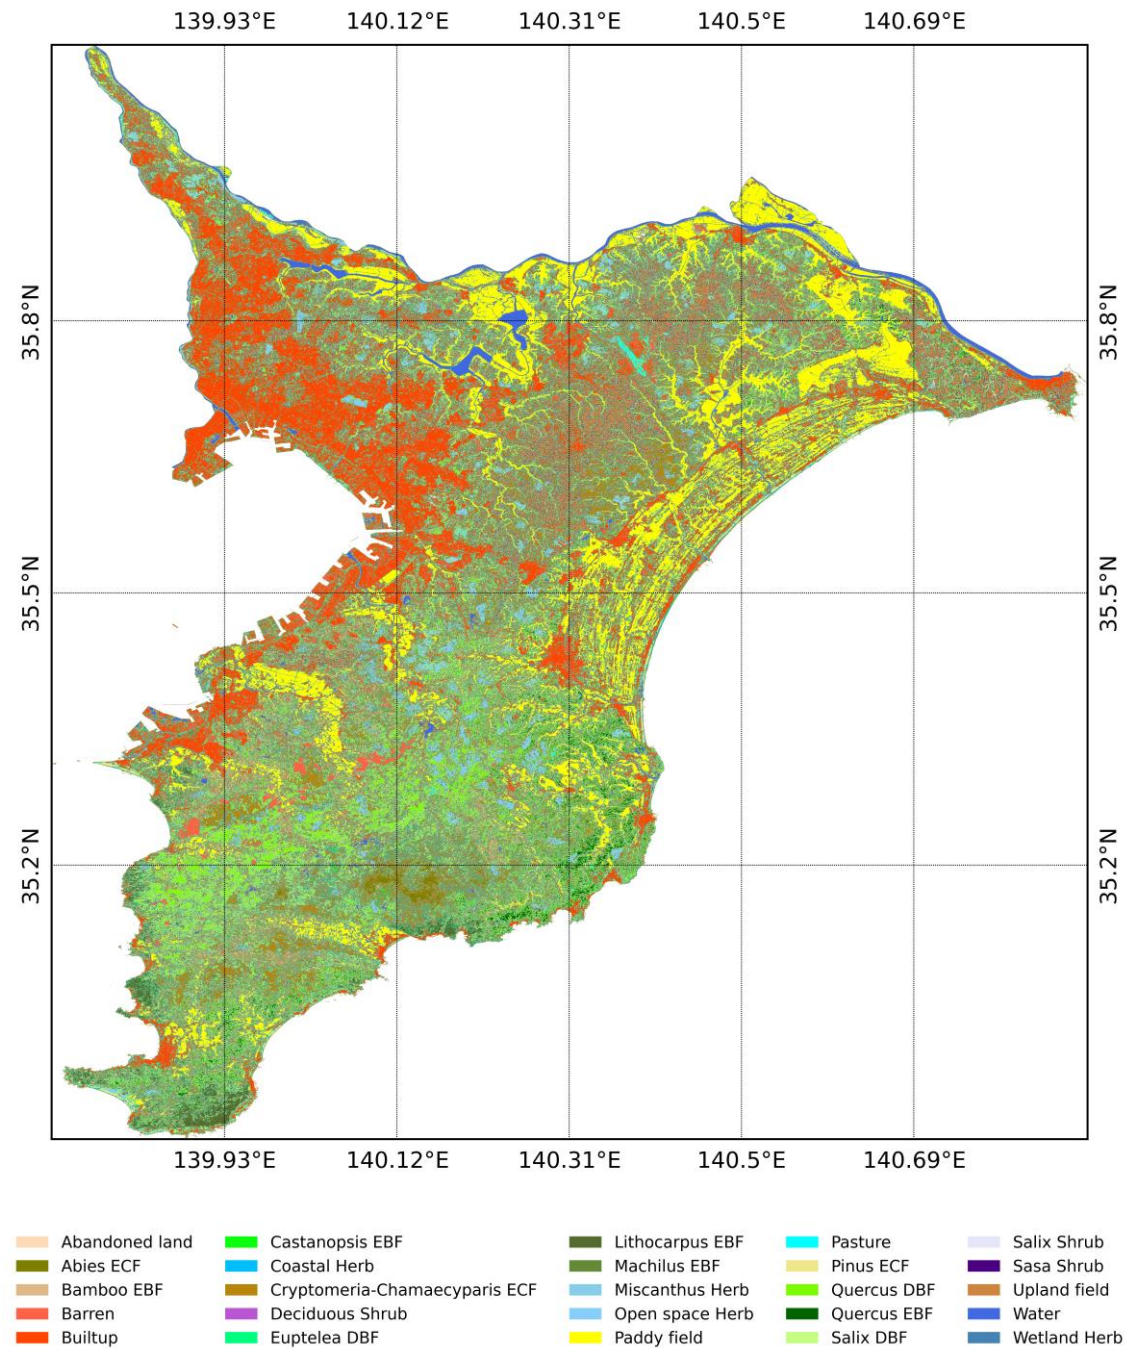 139.93°E 140.12°E 140.31°E 140.5°E 140.69°E
35.8°N 35.8°N
35.5°N 35.5°N
35.2°N 35.2°N
139.93°E 140.12°E 140.31°E 140.5°E 140.69°E
Abandoned land
Abies ECF
Bamboo EBF
Barren
Builtup
Castanopsis EBF
Coastal Herb
Cryptomeria-Chamaecyparis ECF
Deciduous Shrub
Euptelea DBF
Lithocarpus EBF
Machilus EBF
Miscanthus Herb
Open space Herb
Paddy field
Pasture
Pinus ECF
Quercus DBF
Quercus EBF
Salix DBF
Salix Shrub
Sasa Shrub
Upland field
Water
Wetland Herb